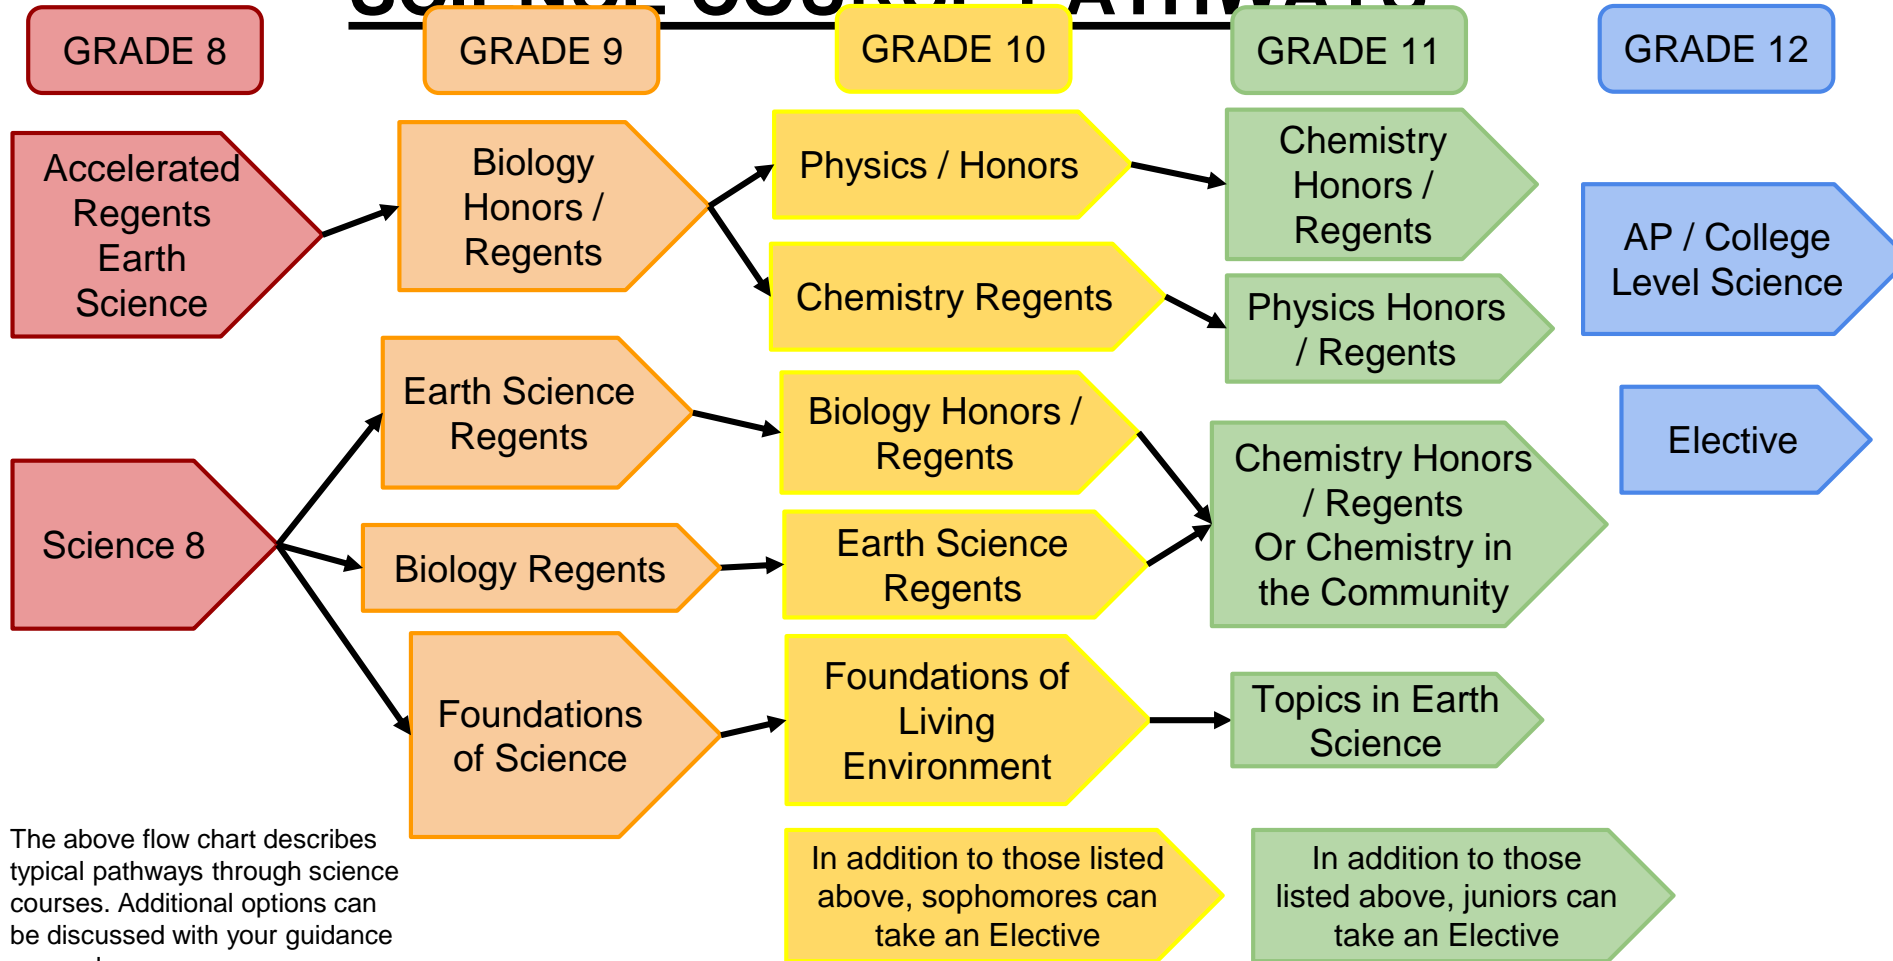 SCIENCE COURSE PATHWAYS
GRADE 8
GRADE 9
GRADE 10
GRADE 11
GRADE 12
Accelerated
Regents
Earth
Science
Science 8
Biology
Honors /
Regents
Earth Science
Regents
Biology Regents
Foundations
of Science
Physics / Honors
Chemistry Regents
Biology Honors /
Regents
Earth Science
Regents
Foundations of
Living
Environment
In addition to those listed
above, sophomores can
take an Elective
Chemistry
Honors /
Regents
Physics Honors
/ Regents
Chemistry Honors
/ Regents
Or Chemistry in
the Community
Topics in Earth
Science
In addition to those
listed above, juniors can
take an Elective
AP / College
Level Science
Elective
The above flow chart describes
typical pathways through science
courses. Additional options can
be discussed with your guidance